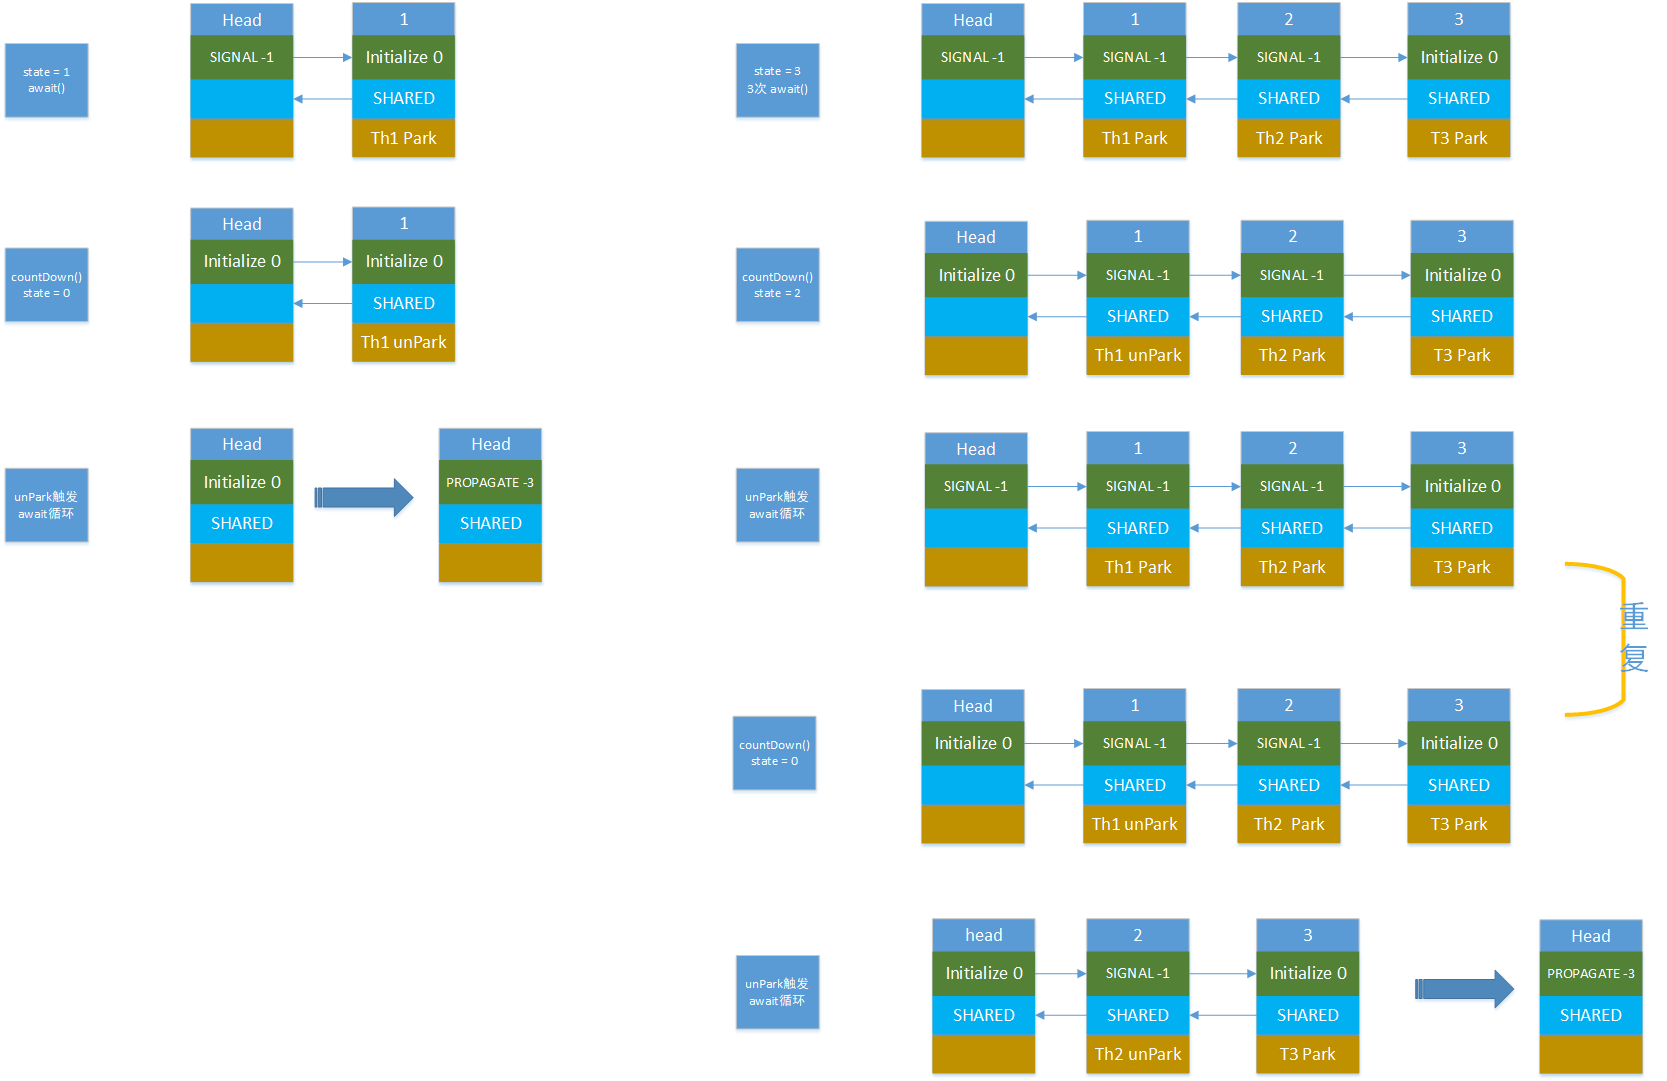 state = 1
await()
Head
SIGNAL -1
1
Initialize 0
SHARED
Th1 Park
countDown()
state = 0
Head
Initialize 0
1
Initialize 0
SHARED
Th1 unPark
unPark触发
await循环
Head
Initialize 0
SHARED
Head
PROPAGATE -3
SHARED
state = 3
3次 await()
Head
SIGNAL -1
1
SIGNAL -1
SHARED
Th1 Park
2
SIGNAL -1
SHARED
Th2 Park
3
Initialize 0
SHARED
T3 Park
countDown()
state = 2
Head
Initialize 0
1
SIGNAL -1
SHARED
Th1 unPark
2
SIGNAL -1
SHARED
Th2 Park
3
Initialize 0
SHARED
T3 Park
unPark触发
await循环
Head
SIGNAL -1
1
SIGNAL -1
SHARED
Th1 Park
2
SIGNAL -1
SHARED
Th2 Park
3
Initialize 0
SHARED
T3 Park
重
复
countDown()
state = 0
Head
Initialize 0
1
SIGNAL -1
SHARED
Th1 unPark
2
SIGNAL -1
SHARED
Th2 Park
3
Initialize 0
SHARED
T3 Park
unPark触发
await循环
head
Initialize 0
SHARED
2
SIGNAL -1
SHARED
Th2 unPark
3
Initialize 0
SHARED
T3 Park
Head
PROPAGATE -3
SHARED